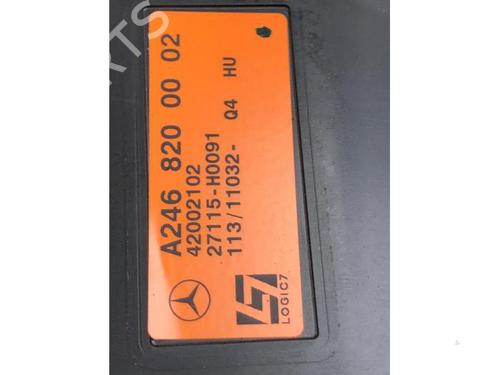 A246 820 00 02
42002102
27115-H0091
113/11032- Q4 HU
LOGIC7